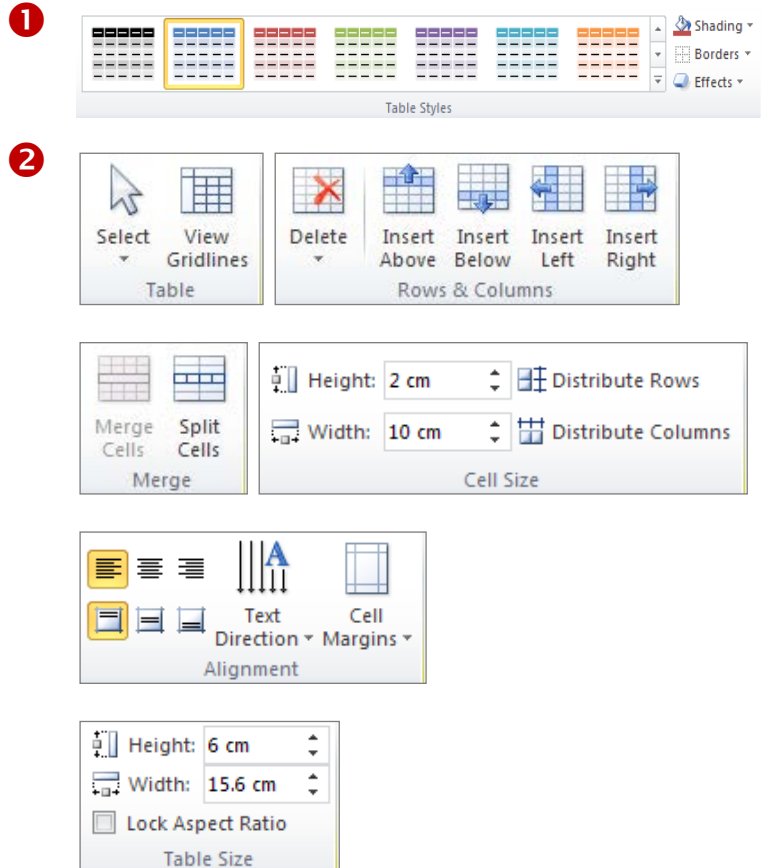 1
Shading
Borders
Effects
Table Styles
2
Select
View
Gridlines
Table
Delete
Insert
Above
Insert
Below
Insert
Left
Insert
Right
Rows & Columns
Merge
Cells
Split
Cells
Merge
Height: 2 cm
Distribute Rows
Width: 10 cm
Distribute Columns
Cell Size
A
Text
Direction
Cell
Margins
Alignment
Height: 6 cm
Width: 15.6 cm
Lock Aspect Ratio
Table Size